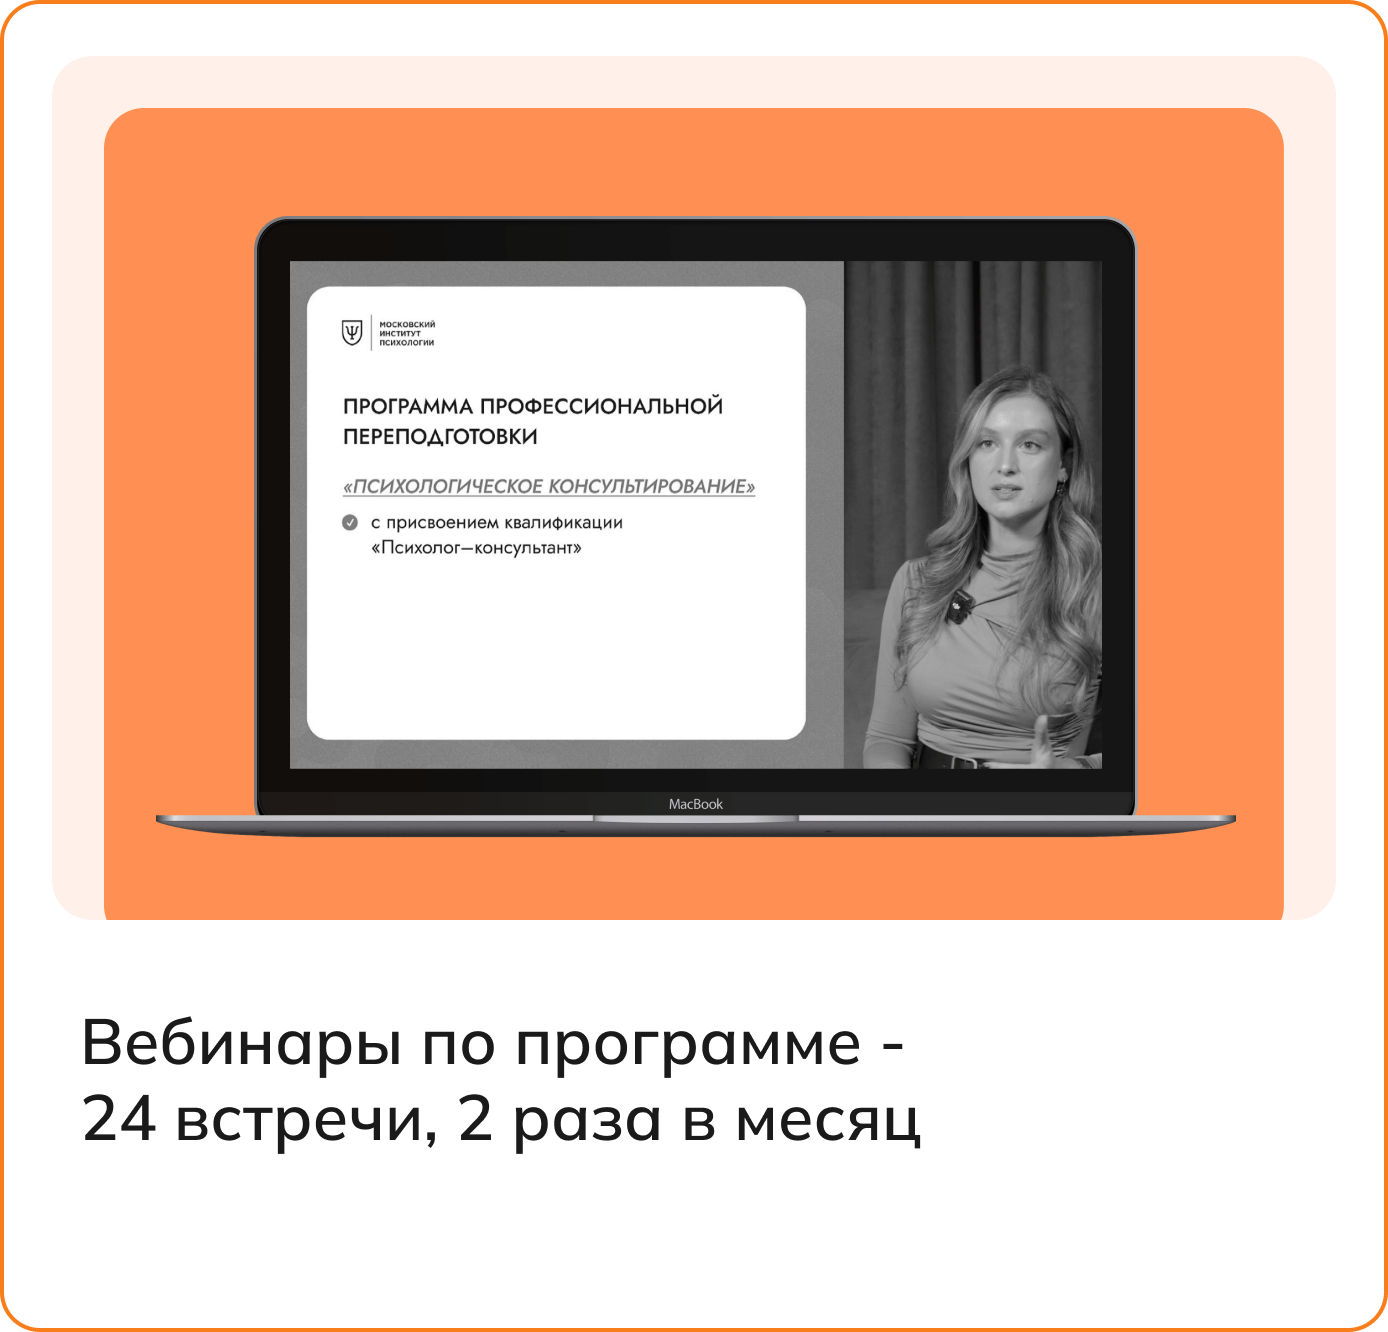 МОСКОВСКИЙ
ИНСТИТУТ
ПСИХОЛОГИИ
ПРОГРАММА ПРОФЕССИОНАЛЬНОЙ
ПЕРЕПОДГОТОВКИ
«ПСИХОЛОГИЧЕСКОЕ КОНСУЛЬТИРОВАНИЕ»
с присвоением квалификации
«Психолог–консультант»
MacBook
Вебинары по программе -
24 встречи, 2 раза в месяц